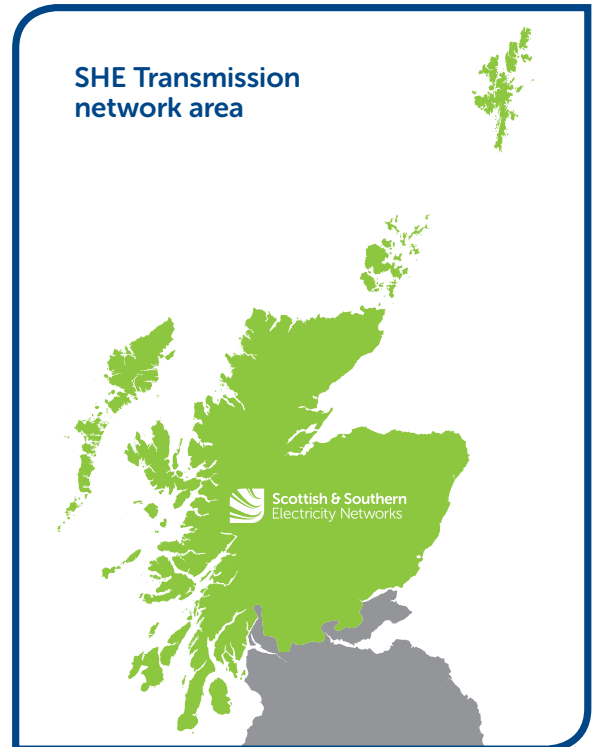 SHE Transmission
network area
Scottish & Southern
Electricity Networks